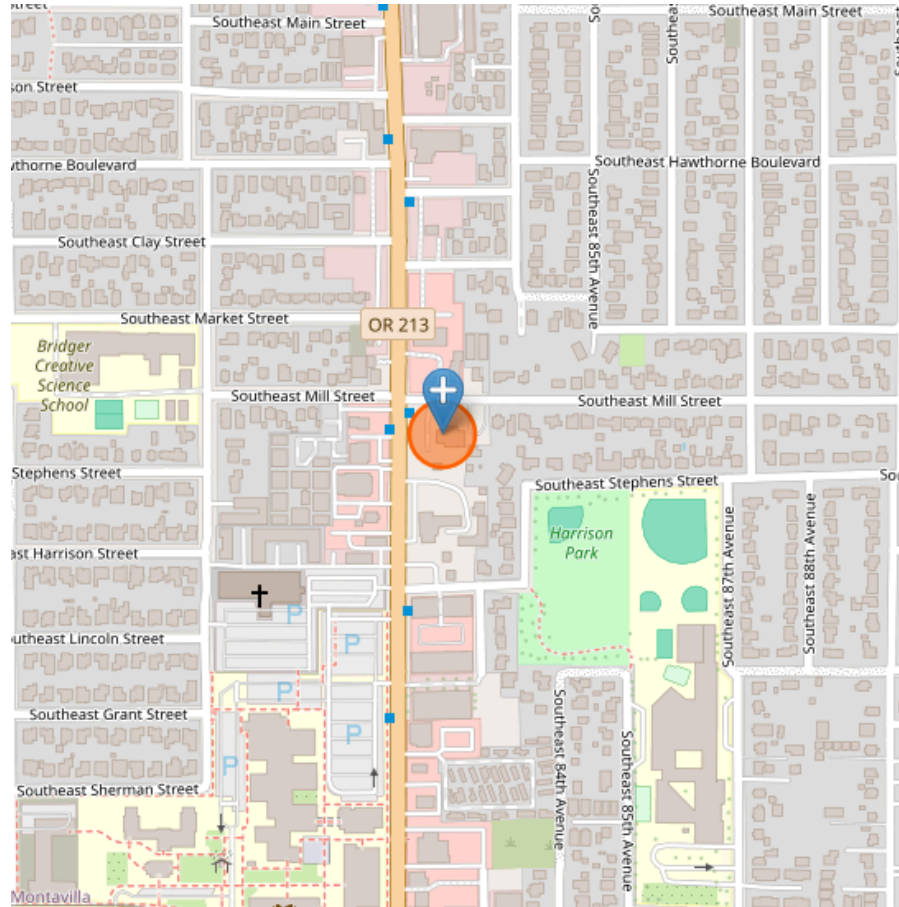 Southeast Main Street
Southeast Main Street
son Street
wthorne Boulevard
Southeast Hawthorne Boulevard
Southeast 85th Avenue
Southeast Clay Street
Southeast Market Street
OR 213
Bridger
Creative
Science
School
Southeast Mill Street
Southeast Mill Street
Stephens Street
Southeast Stephens Street
Harrison
Park
Southeast 87th Avenue
Southeast 88th Avenue
ast Harrison Street
utheast Lincoln Street
P
P
P
P
P
Southeast Grant Street
Southeast 84th Avenue
Southeast 85th Avenue
Southeast Sherman Street
Montavilla